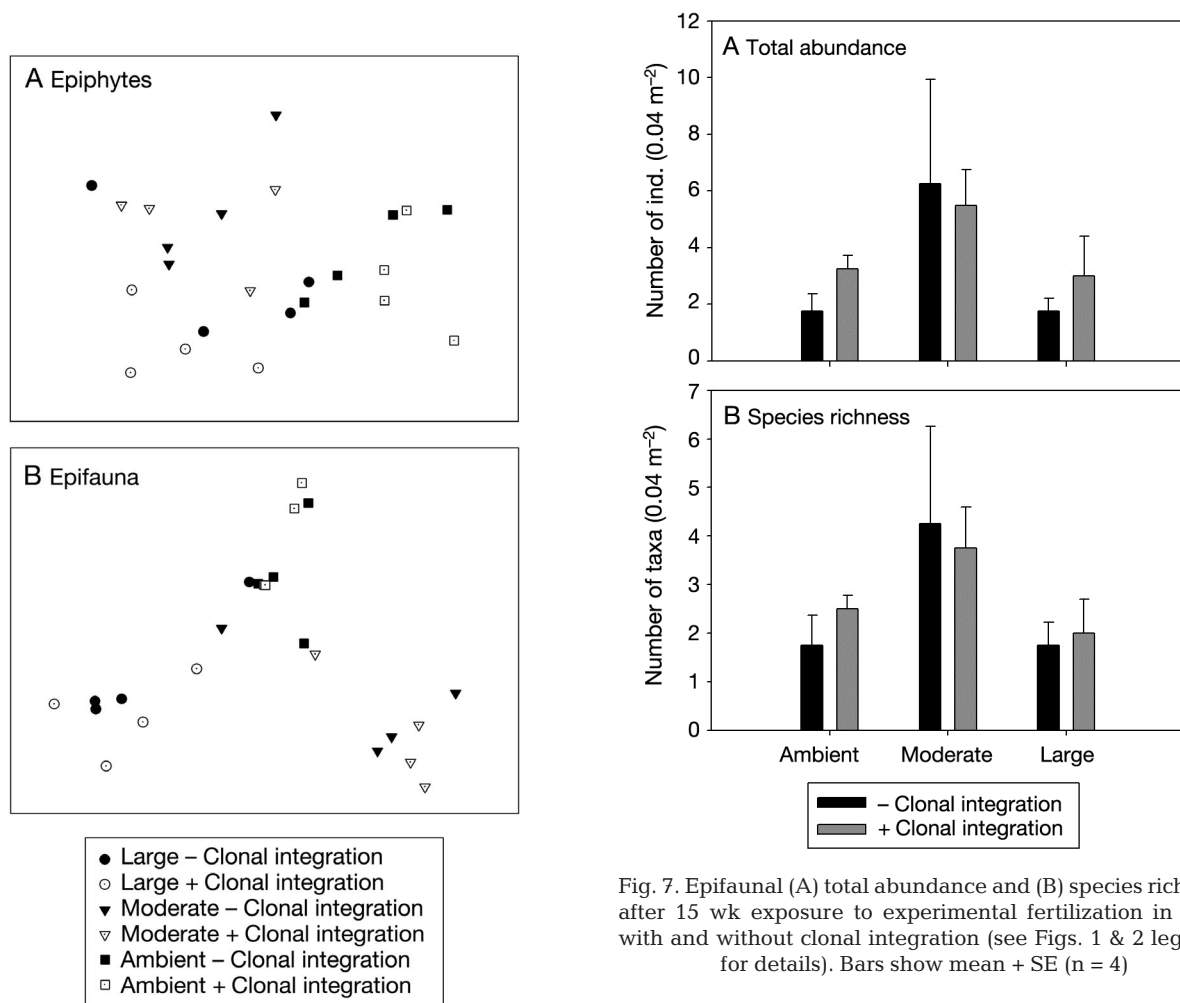 A Epiphytes
B Epifauna
Large – Clonal integration
Large + Clonal integration
Moderate – Clonal integration
Moderate + Clonal integration
Ambient – Clonal integration
Ambient + Clonal integration
12
10
8
6
4
2
0
Number of ind. (0.04 m⁻²)
A Total abundance
7
6
5
4
3
2
1
0
Number of taxa (0.04 m⁻²)
B Species richness
Ambient Moderate Large
– Clonal integration
+ Clonal integration
Fig. 7. Epifaunal (A) total abundance and (B) species rich
after 15 wk exposure to experimental fertilization in
with and without clonal integration (see Figs. 1 & 2 leg
for details). Bars show mean + SE (n = 4)